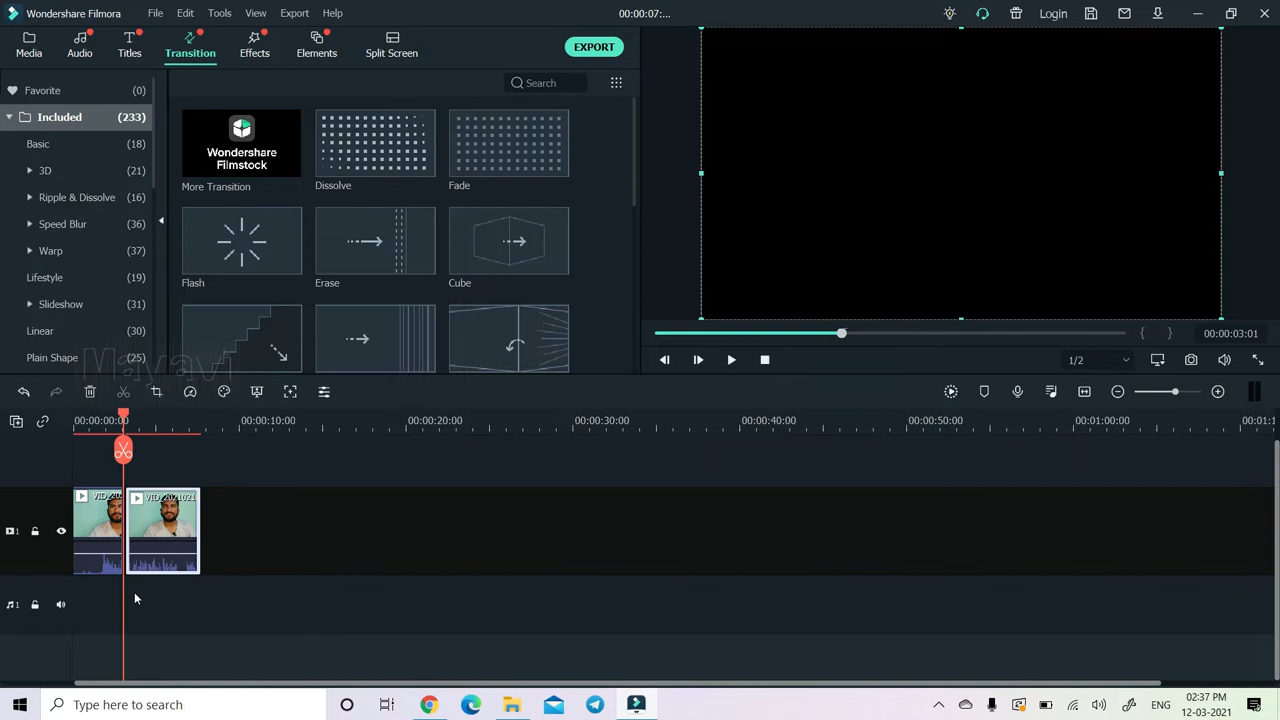 Wondershare Filmora File Edit Tools View Export Help 00:00:07:... Login
Media Audio Titles Transition Effects Elements Split Screen EXPORT
Favorite (0) Search
Included (233)
Basic (18)
3D (21)
Ripple & Dissolve (16)
Speed Blur (36)
Warp (37)
Lifestyle (19)
Slideshow (31)
Linear (30)
Plain Shape (25)
Wondershare
Filmstock
More Transition Dissolve Fade
Flash Erase Cube
Mayavi
00:00:03:01
1/2
00:00:00:00 00:00:10:00 00:00:20:00 00:00:30:00 00:00:40:00 00:00:50:00 00:01:00:00 00:01:1
VID_202 VID_2021021
1
1
Type here to search ENG 02:37 PM
12-03-2021